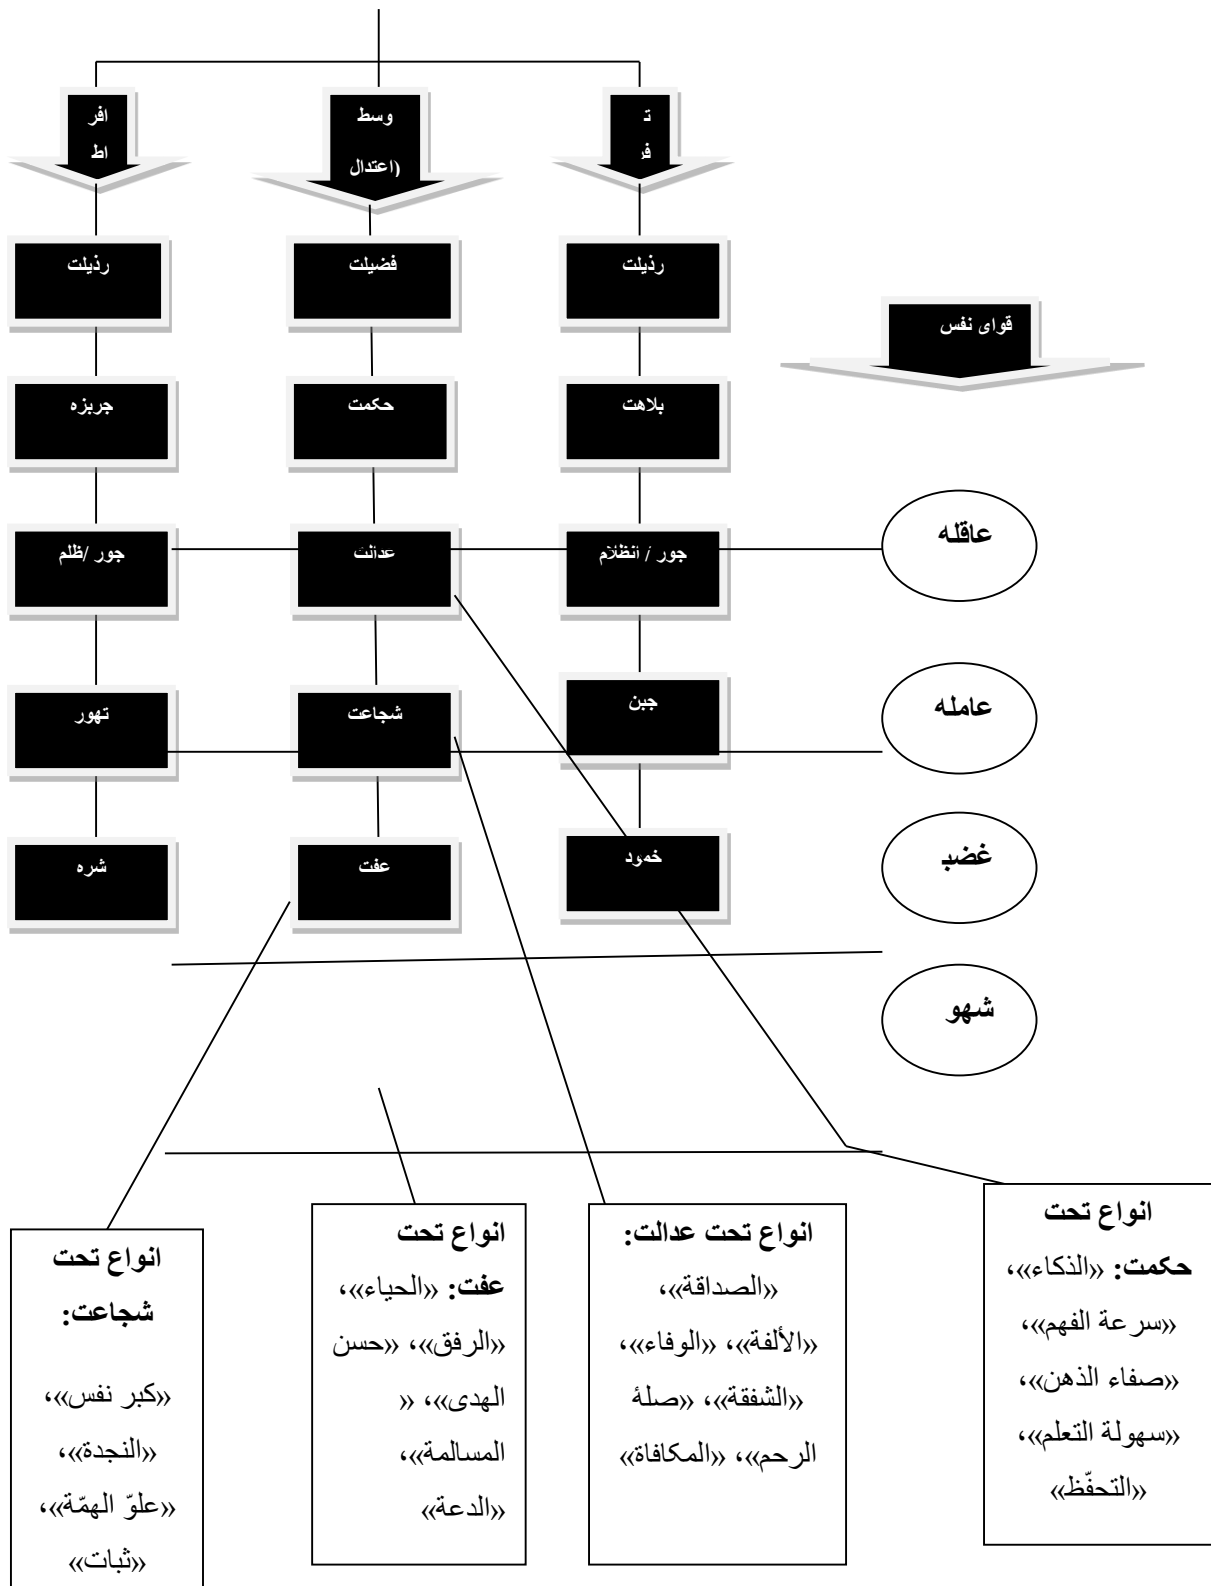 ت
فر
وسط
(اعتدال
افر
اط
رذیلت
فضیلت
رذیلت
قوای نفس
بلاهت
حکمت
جربزه
عاقله
جور / انظلام
عدالت
جور /ظلم
عامله
جبن
شجاعت
تهور
غضبـ
خمود
عفت
شره
شهو
انواع تحت
حکمت: «الذکاء»،
«سرعة الفهم»،
«صفاء الذهن»،
«سهولة التعلم»،
«التحفّظ»
انواع تحت عدالت:
«الصداقة»،
«الألفة»، «الوفاء»،
«الشفقة»، «صلهٔ
الرحم»، «المکافاة»
انواع تحت
عفت: «الحیاء»،
«الرفق»، «حسن
الهدی»، «
المسالمة»،
«الدعة»
انواع تحت
شجاعت:
«کبر نفس»،
«النجدة»،
«علوّ الهمّة»،
«ثبات»